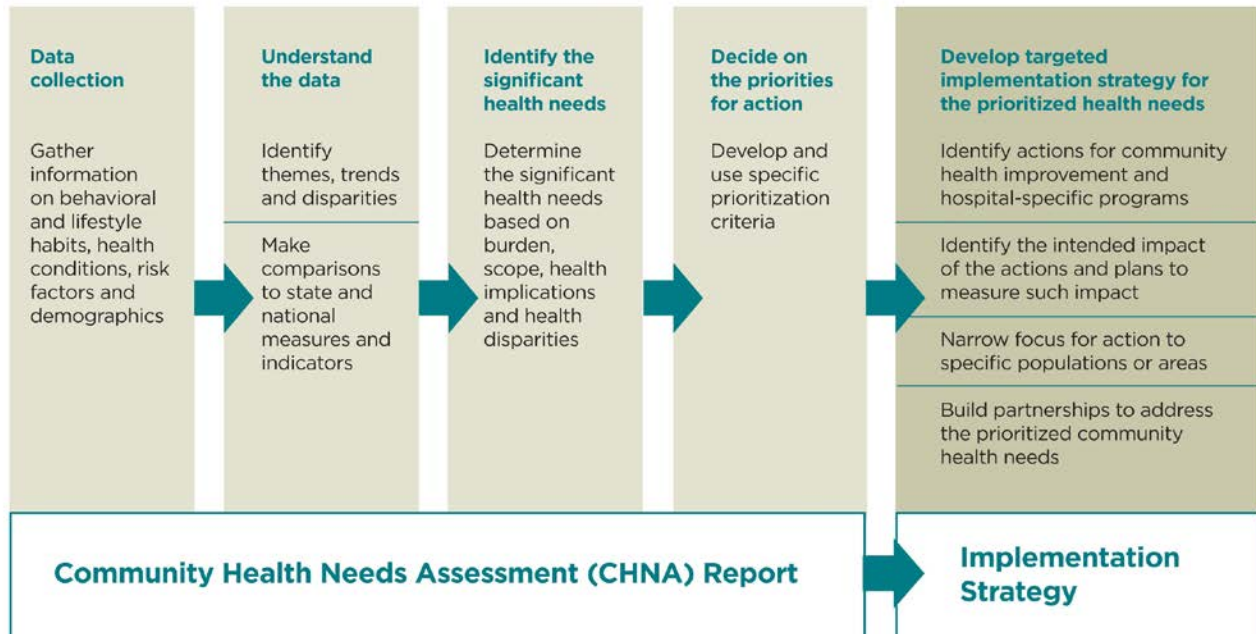 Data
collection
Gather
information
on behavioral
and lifestyle
habits, health
conditions, risk
factors and
demographics
Understand
the data
Identify
themes, trends
and disparities
Make
comparisons
to state and
national
measures and
indicators
Identify the
significant
health needs
Determine
the significant
health needs
based on
burden,
scope, health
implications
and health
disparities
Decide on
the priorities
for action
Develop and
use specific
prioritization
criteria
Develop targeted
implementation strategy for
the prioritized health needs
Identify actions for community
health improvement and
hospital-specific programs
Identify the intended impact
of the actions and plans to
measure such impact
Narrow focus for action to
specific populations or areas
Build partnerships to address
the prioritized community
health needs
Community Health Needs Assessment (CHNA) Report
Implementation
Strategy